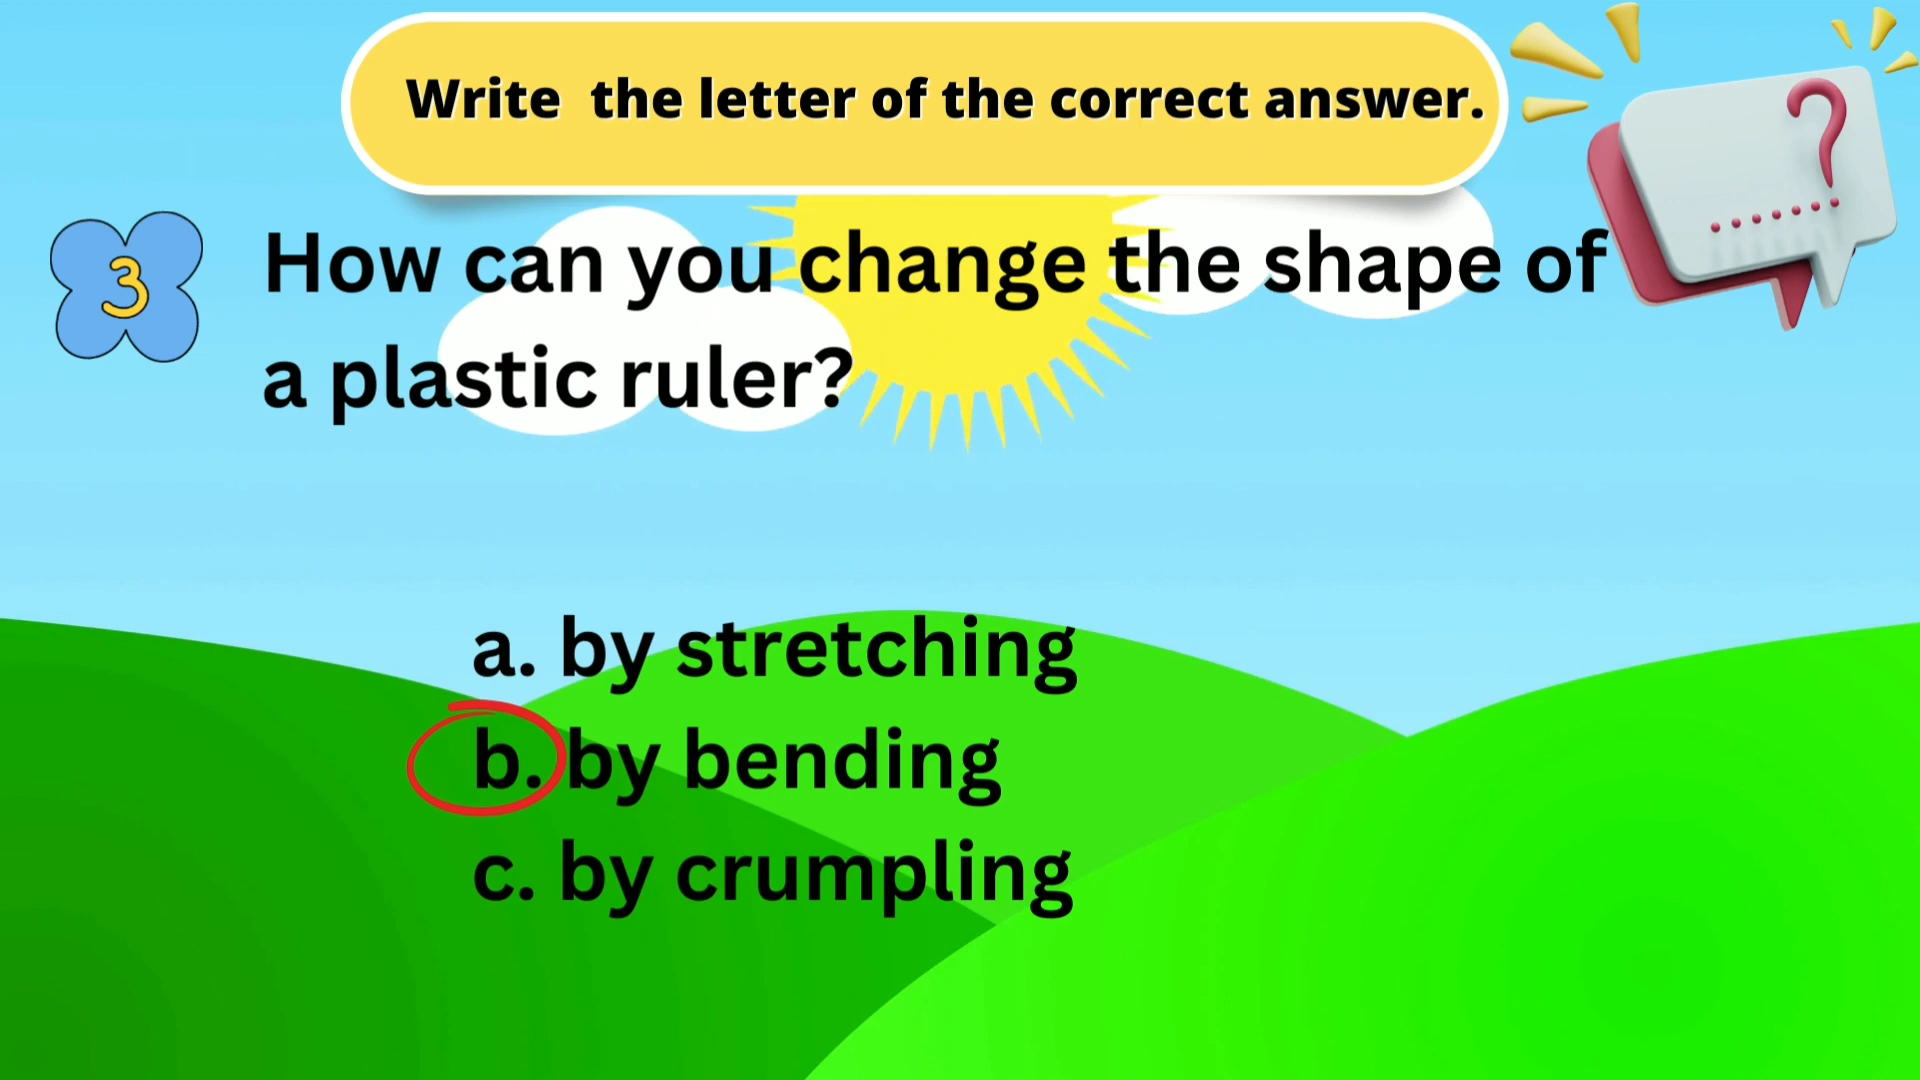 Write the letter of the correct answer.
?
3
How can you change the shape of
a plastic ruler?
a. by stretching
b. by bending
c. by crumpling